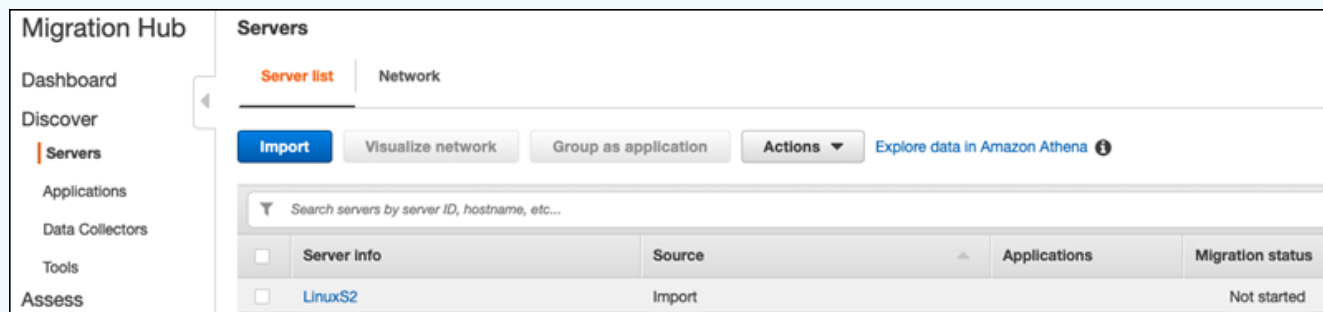 Migration Hub
Dashboard
Discover
Servers
Applications
Data Collectors
Tools
Assess
Servers
Server list Network
Import Visualize network Group as application Actions Explore data in Amazon Athena
Search servers by server ID, hostname, etc...
Server info Source Applications Migration status
LinuxS2 Import Not started